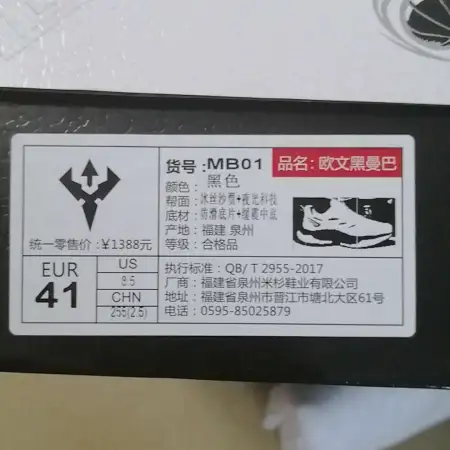 货号: MB01
品名: 欧文黑曼巴
颜色: 黑色
帮面: 冰丝纱网+夜光科技
底材: 防滑底片+缓震中底
产地: 福建 泉州
等级: 合格品
统一零售价: ¥1388元
EUR
41
US
8.5
CHN
255(2.5)
执行标准: QB/T 2955-2017
厂商: 福建省泉州米杉鞋业有限公司
地址: 福建省泉州市晋江市塘北大区61号
电话: 0595-85025879